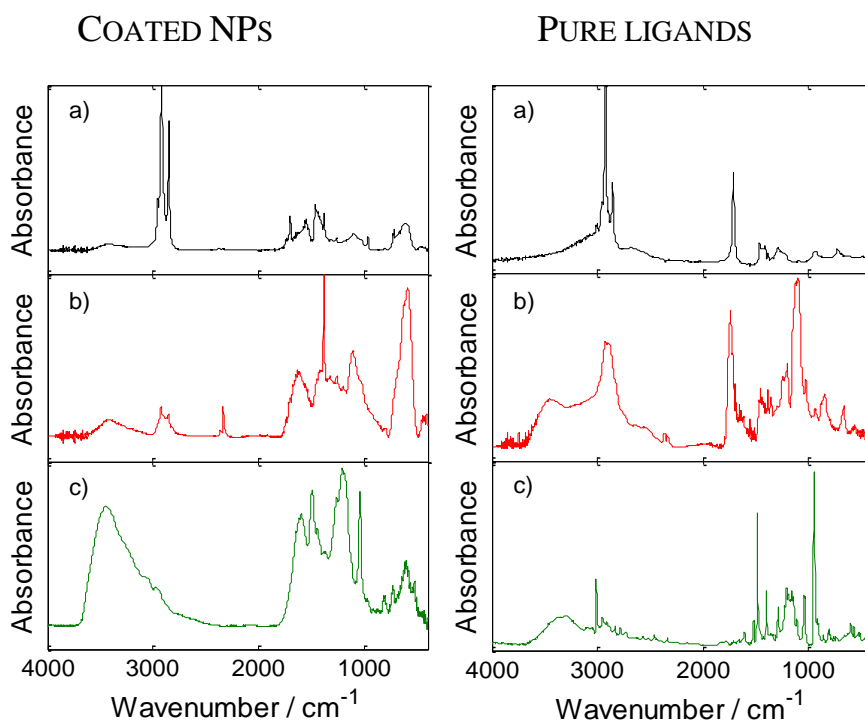 COATED NPS
PURE LIGANDS
a)
Absorbance
b)
Absorbance
c)
Absorbance
4000 3000 2000 1000
Wavenumber / cm⁻¹
a)
Absorbance
b)
Absorbance
c)
Absorbance
4000 3000 2000 1000
Wavenumber / cm⁻¹